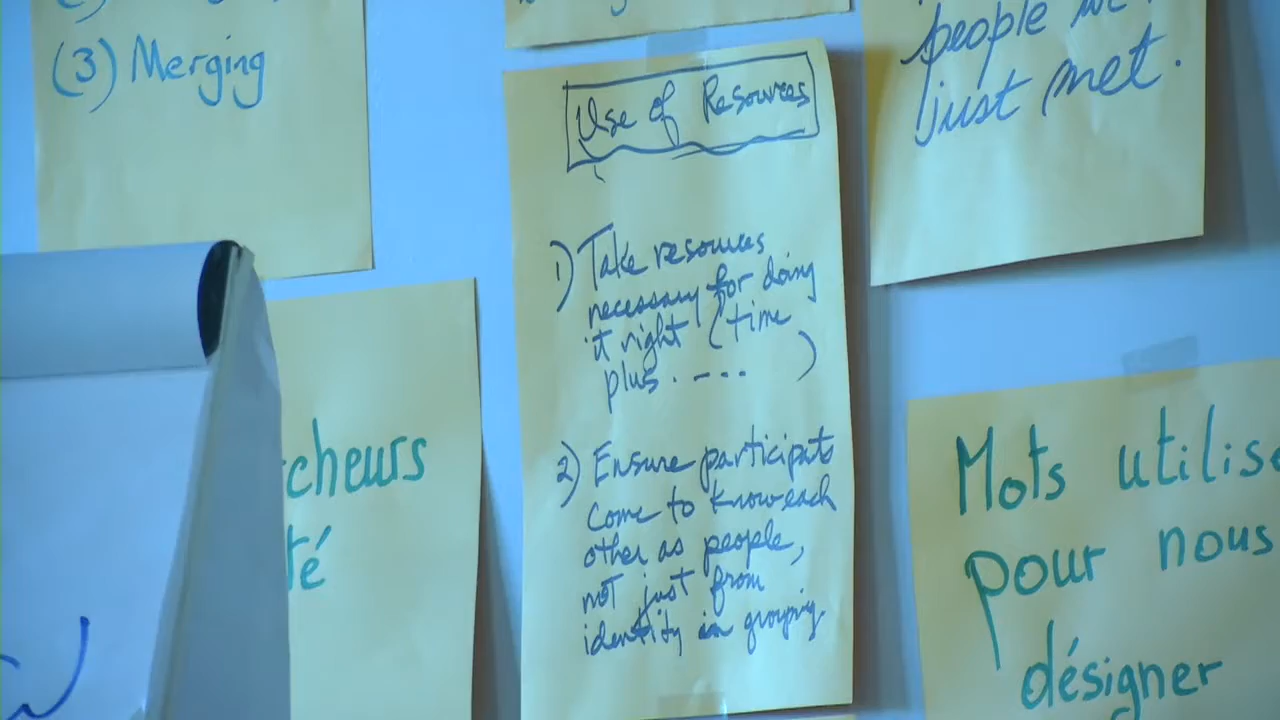 (3) Merging
people we
just met.
Use of Resources
1) Take resources
necessary for doing
it right (time
plus . - - - . . )
2) Ensure participats
come to know each
other as people,
not just from
identity in grouping.
cheurs
té
Mots utilisé
pour nous
désigner